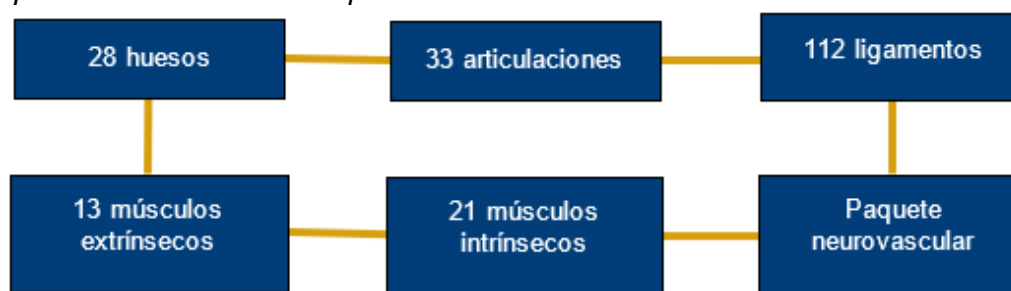 28 huesos
33 articulaciones
112 ligamentos
13 músculos
extrínsecos
21 músculos
intrínsecos
Paquete
neurovascular